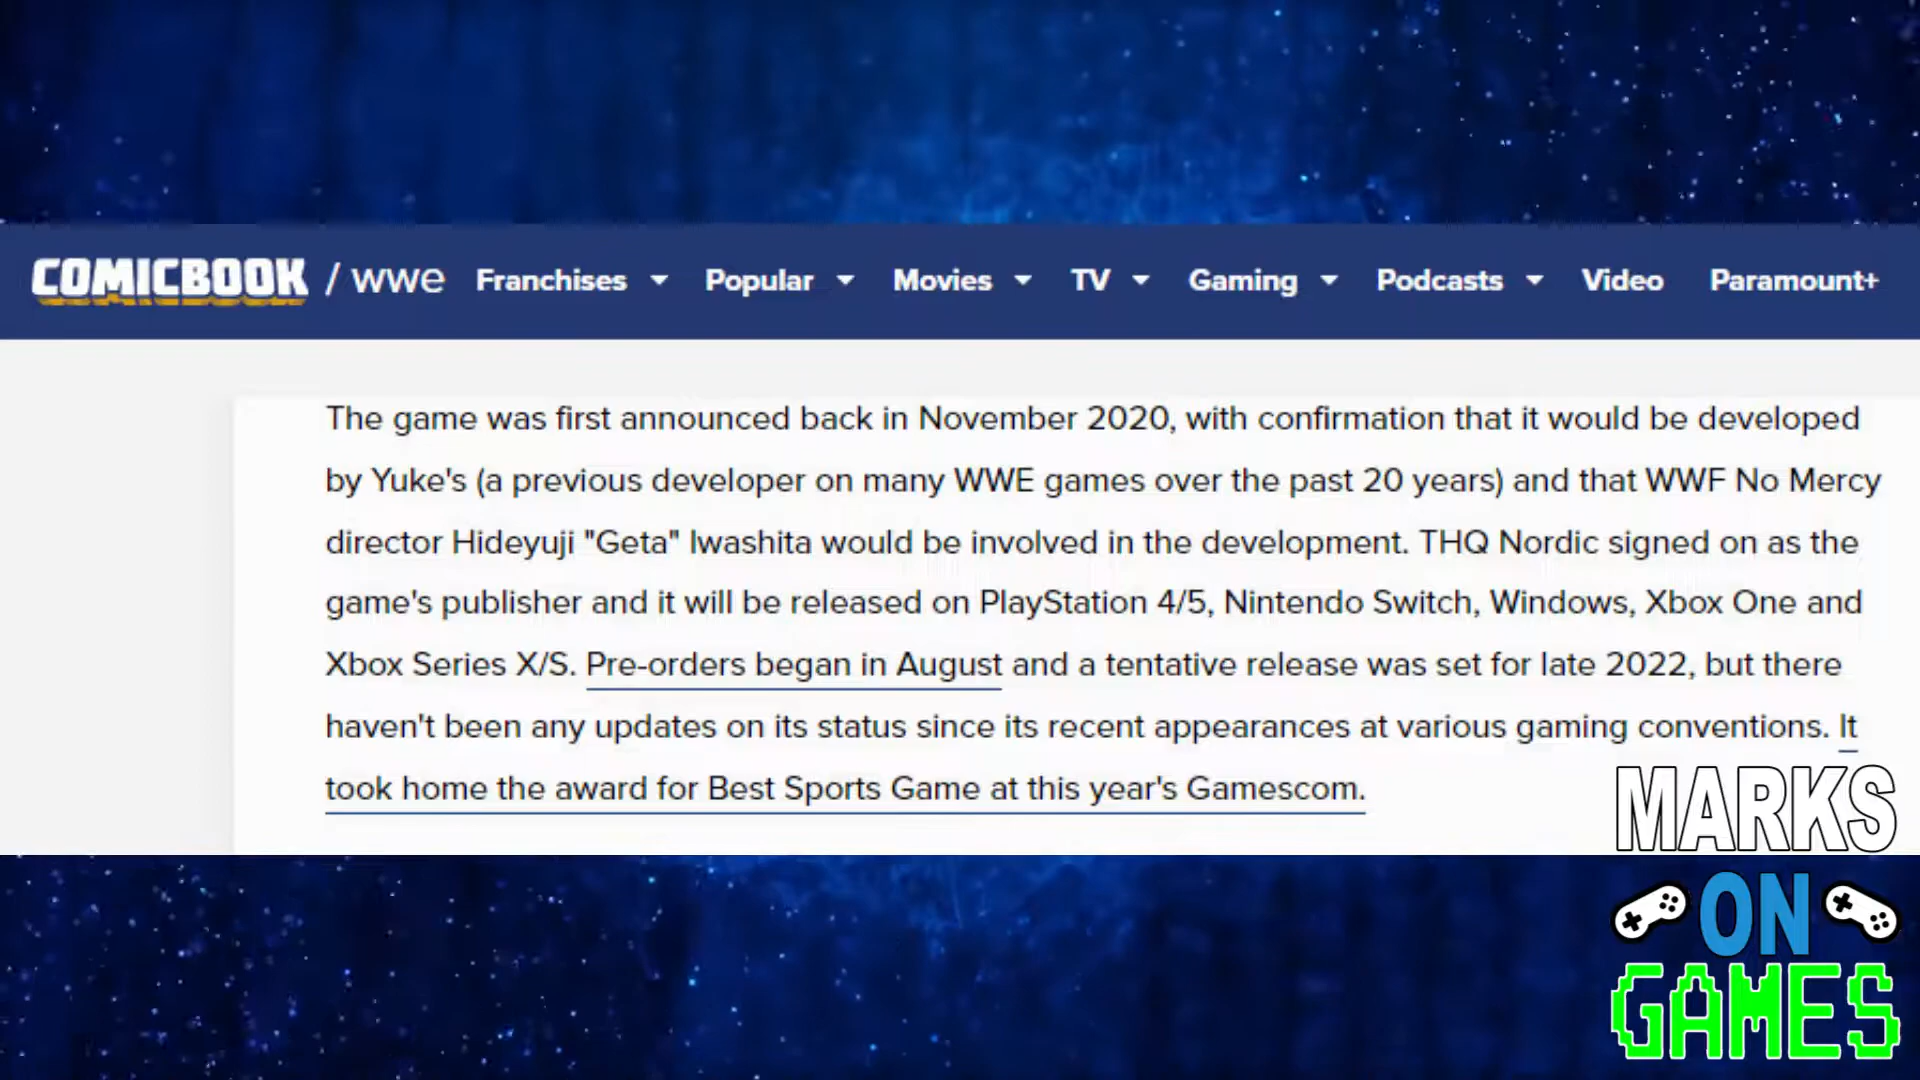 COMICBOOK / wwe Franchises Popular Movies TV Gaming Podcasts Video Paramount+
The game was first announced back in November 2020, with confirmation that it would be developed
by Yuke's (a previous developer on many WWE games over the past 20 years) and that WWF No Mercy
director Hideyuji "Geta" Iwashita would be involved in the development. THQ Nordic signed on as the
game's publisher and it will be released on PlayStation 4/5, Nintendo Switch, Windows, Xbox One and
Xbox Series X/S. Pre-orders began in August and a tentative release was set for late 2022, but there
haven't been any updates on its status since its recent appearances at various gaming conventions. It
took home the award for Best Sports Game at this year's Gamescom.
MARKS
ON
GAMES